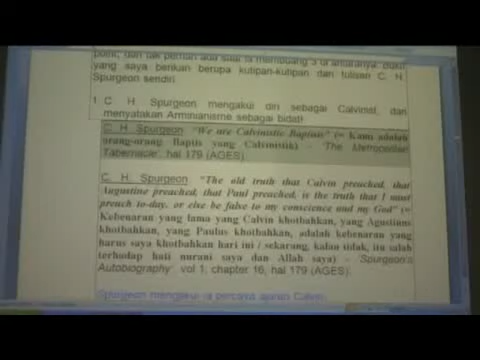 point, dan tak pernah ada saat ia membuang 3 di antaranya. Bukti
yang saya berikan berupa kutipan-kutipan dari tulisan C. H.
Spurgeon sendiri
1. C. H. Spurgeon mengakui diri sebagai Calvinist, dan
menyatakan Arminianisme sebagai bidat!
C. H. Spurgeon: "We are Calvinistic Baptists" (= Kami adalah
orang-orang Baptis yang Calvinistik) - 'The Metropolitan
Tabernacle', hal 179 (AGES).
C. H. Spurgeon: "The old truth that Calvin preached, that
Augustine preached, that Paul preached, is the truth that I must
preach to-day, or else be false to my conscience and my God" (=
Kebenaran yang lama yang Calvin khotbahkan, yang Agustinus
khotbahkan, yang Paulus khotbahkan, adalah kebenaran yang
harus saya khotbahkan hari ini / sekarang, kalau tidak, itu salah
terhadap hati nurani saya dan Allah saya) - 'Spurgeon's
Autobiography', vol 1, chapter 16, hal 179 (AGES).
Spurgeon mengakui ia percaya ajaran Calvin